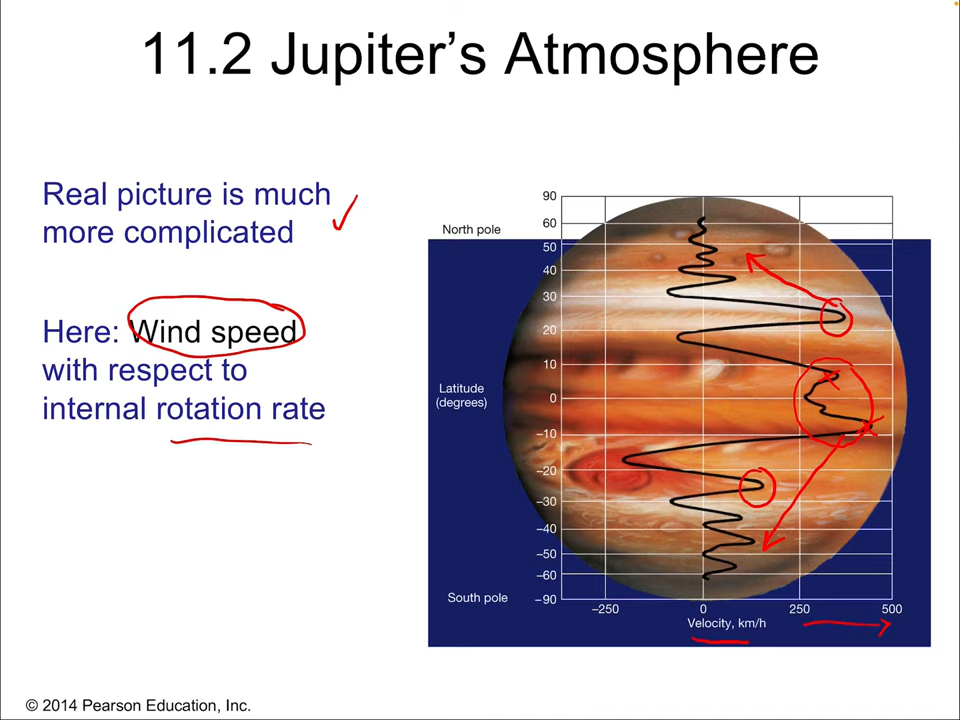 11.2 Jupiter’s Atmosphere
Real picture is much
more complicated
Here: Wind speed
with respect to
internal rotation rate
North pole
Latitude
(degrees)
South pole
90
60
50
40
30
20
10
0
−10
−20
−30
−40
−50
−60
−90
−250
0
250
500
Velocity, km/h
© 2014 Pearson Education, Inc.